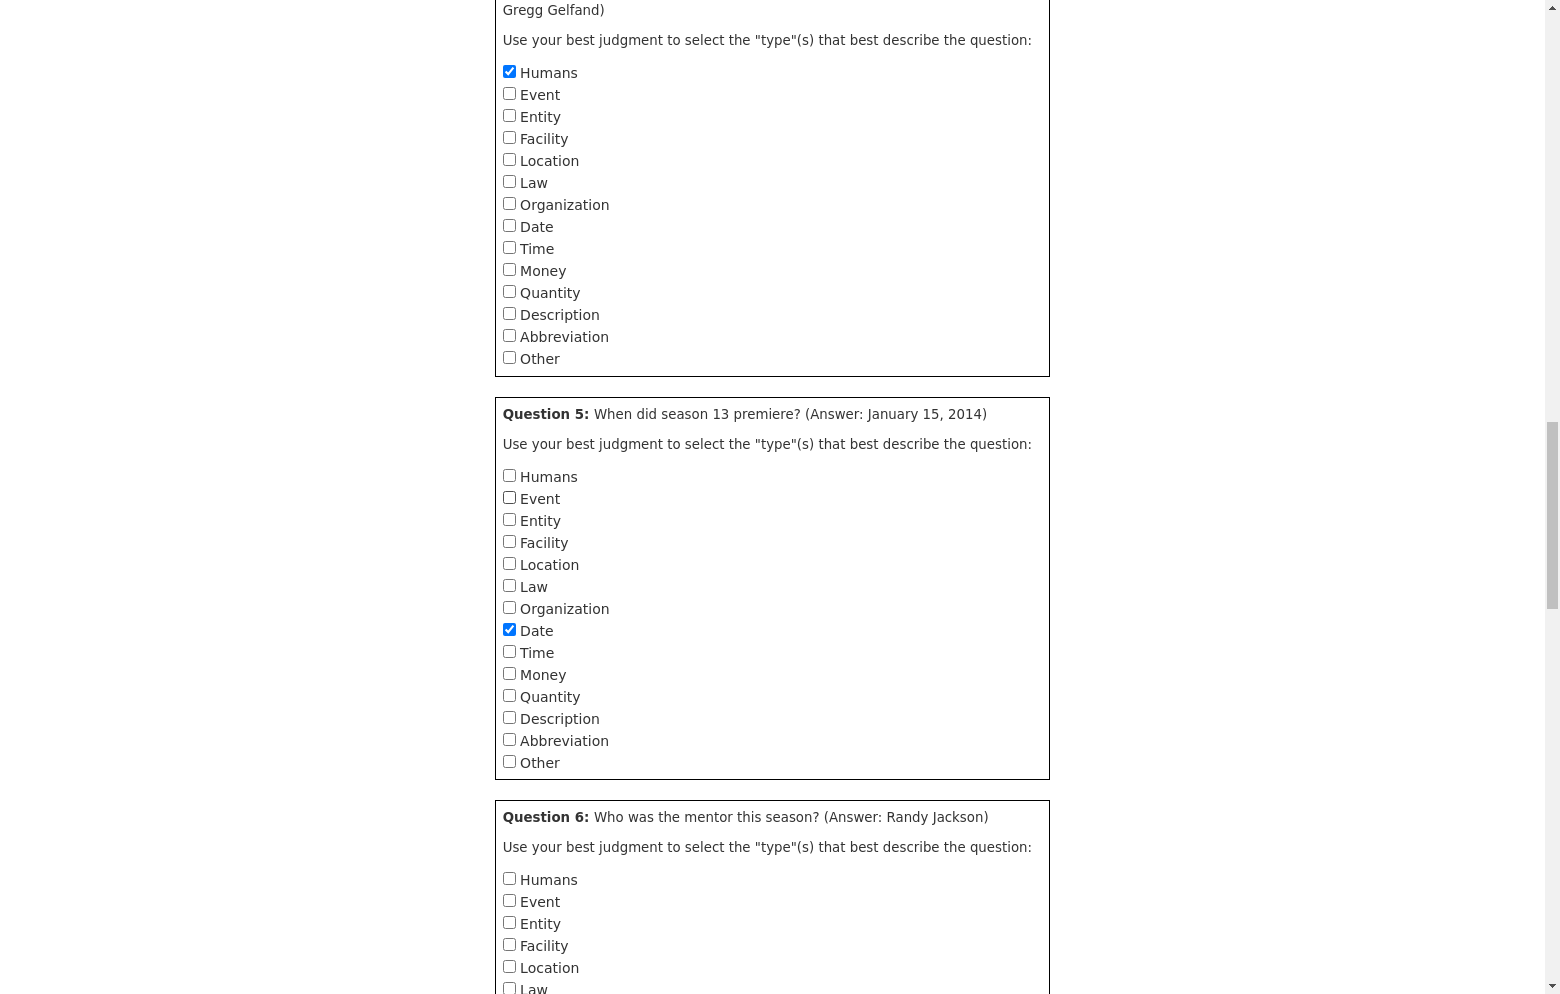 Gregg Gelfand)
Use your best judgment to select the "type"(s) that best describe the question:
Humans
Event
Entity
Facility
Location
Law
Organization
Date
Time
Money
Quantity
Description
Abbreviation
Other
Question 5: When did season 13 premiere? (Answer: January 15, 2014)
Use your best judgment to select the "type"(s) that best describe the question:
Humans
Event
Entity
Facility
Location
Law
Organization
Date
Time
Money
Quantity
Description
Abbreviation
Other
Question 6: Who was the mentor this season? (Answer: Randy Jackson)
Use your best judgment to select the "type"(s) that best describe the question:
Humans
Event
Entity
Facility
Location
Law